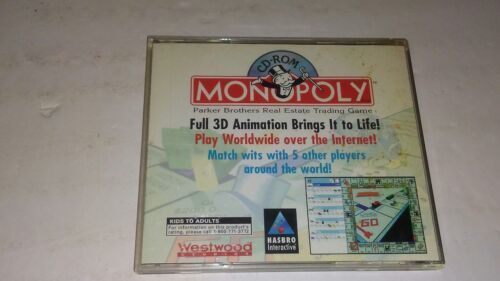 CD-ROM
MONOPOLY
Parker Brothers Real Estate Trading Game
Full 3D Animation Brings It to Life!
Play Worldwide over the Internet!
Match wits with 5 other players
around the world!
KIDS TO ADULTS
For information on this product's
rating, please call 1-800-771-3772
Westwood
STUDIOS
HASBRO
Interactive
GO